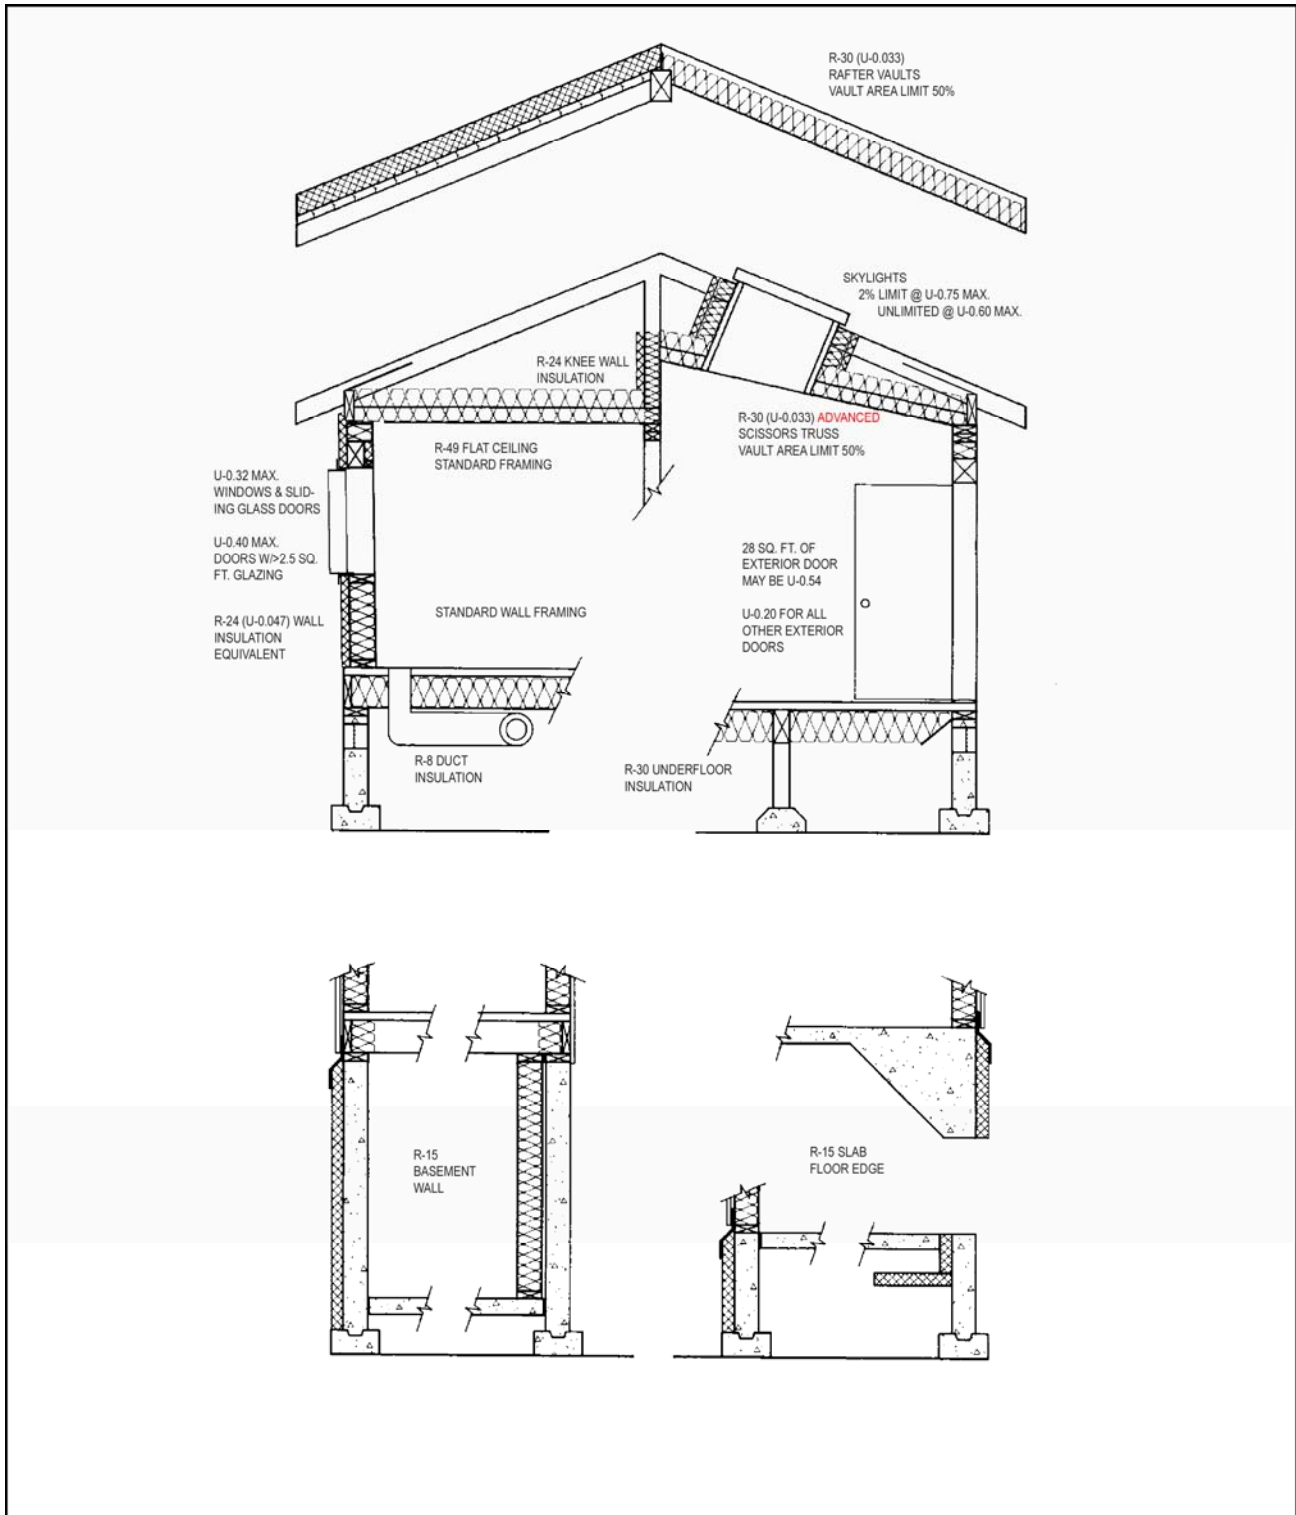 R-30 (U-0.033)
RAFTER VAULTS
VAULT AREA LIMIT 50%
SKYLIGHTS
2% LIMIT @ U-0.75 MAX.
UNLIMITED @ U-0.60 MAX.
R-24 KNEE WALL
INSULATION
R-30 (U-0.033) ADVANCED
SCISSORS TRUSS
VAULT AREA LIMIT 50%
R-49 FLAT CEILING
STANDARD FRAMING
U-0.32 MAX.
WINDOWS & SLID-
ING GLASS DOORS
U-0.40 MAX.
DOORS W/>2.5 SQ.
FT. GLAZING
R-24 (U-0.047) WALL
INSULATION
EQUIVALENT
STANDARD WALL FRAMING
28 SQ. FT. OF
EXTERIOR DOOR
MAY BE U-0.54
U-0.20 FOR ALL
OTHER EXTERIOR
DOORS
R-8 DUCT
INSULATION
R-30 UNDERFLOOR
INSULATION
R-15
BASEMENT
WALL
R-15 SLAB
FLOOR EDGE